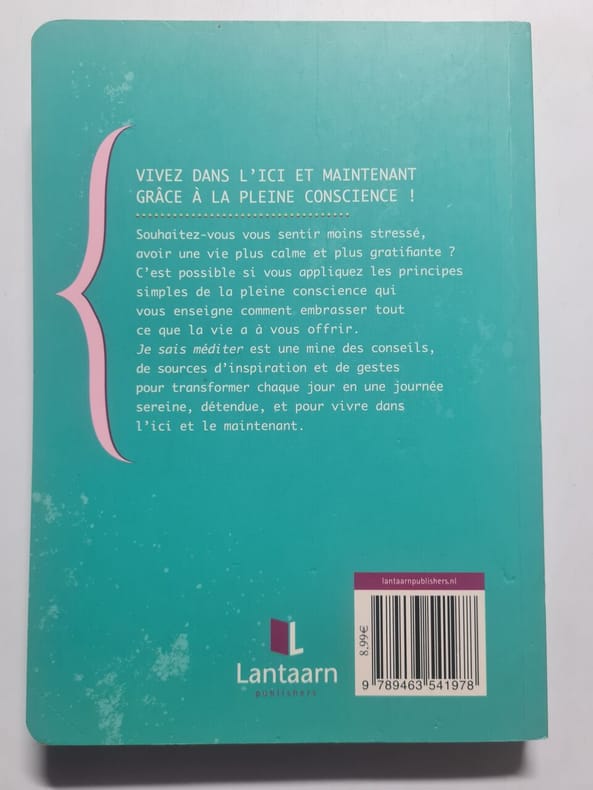 VIVEZ DANS L'ICI ET MAINTENANT
GRÂCE À LA PLEINE CONSCIENCE !
Souhaitez-vous vous sentir moins stressé,
avoir une vie plus calme et plus gratifiante ?
C'est possible si vous appliquez les principes
simples de la pleine conscience qui
vous enseigne comment embrasser tout
ce que la vie a à vous offrir.
Je sais méditer est une mine des conseils,
de sources d'inspiration et de gestes
pour transformer chaque jour en une journée
sereine, détendue, et pour vivre dans
l'ici et le maintenant.
lantaarnpublishers.nl
8.99€
9 789463 541978
L
Lantaarn
publishers